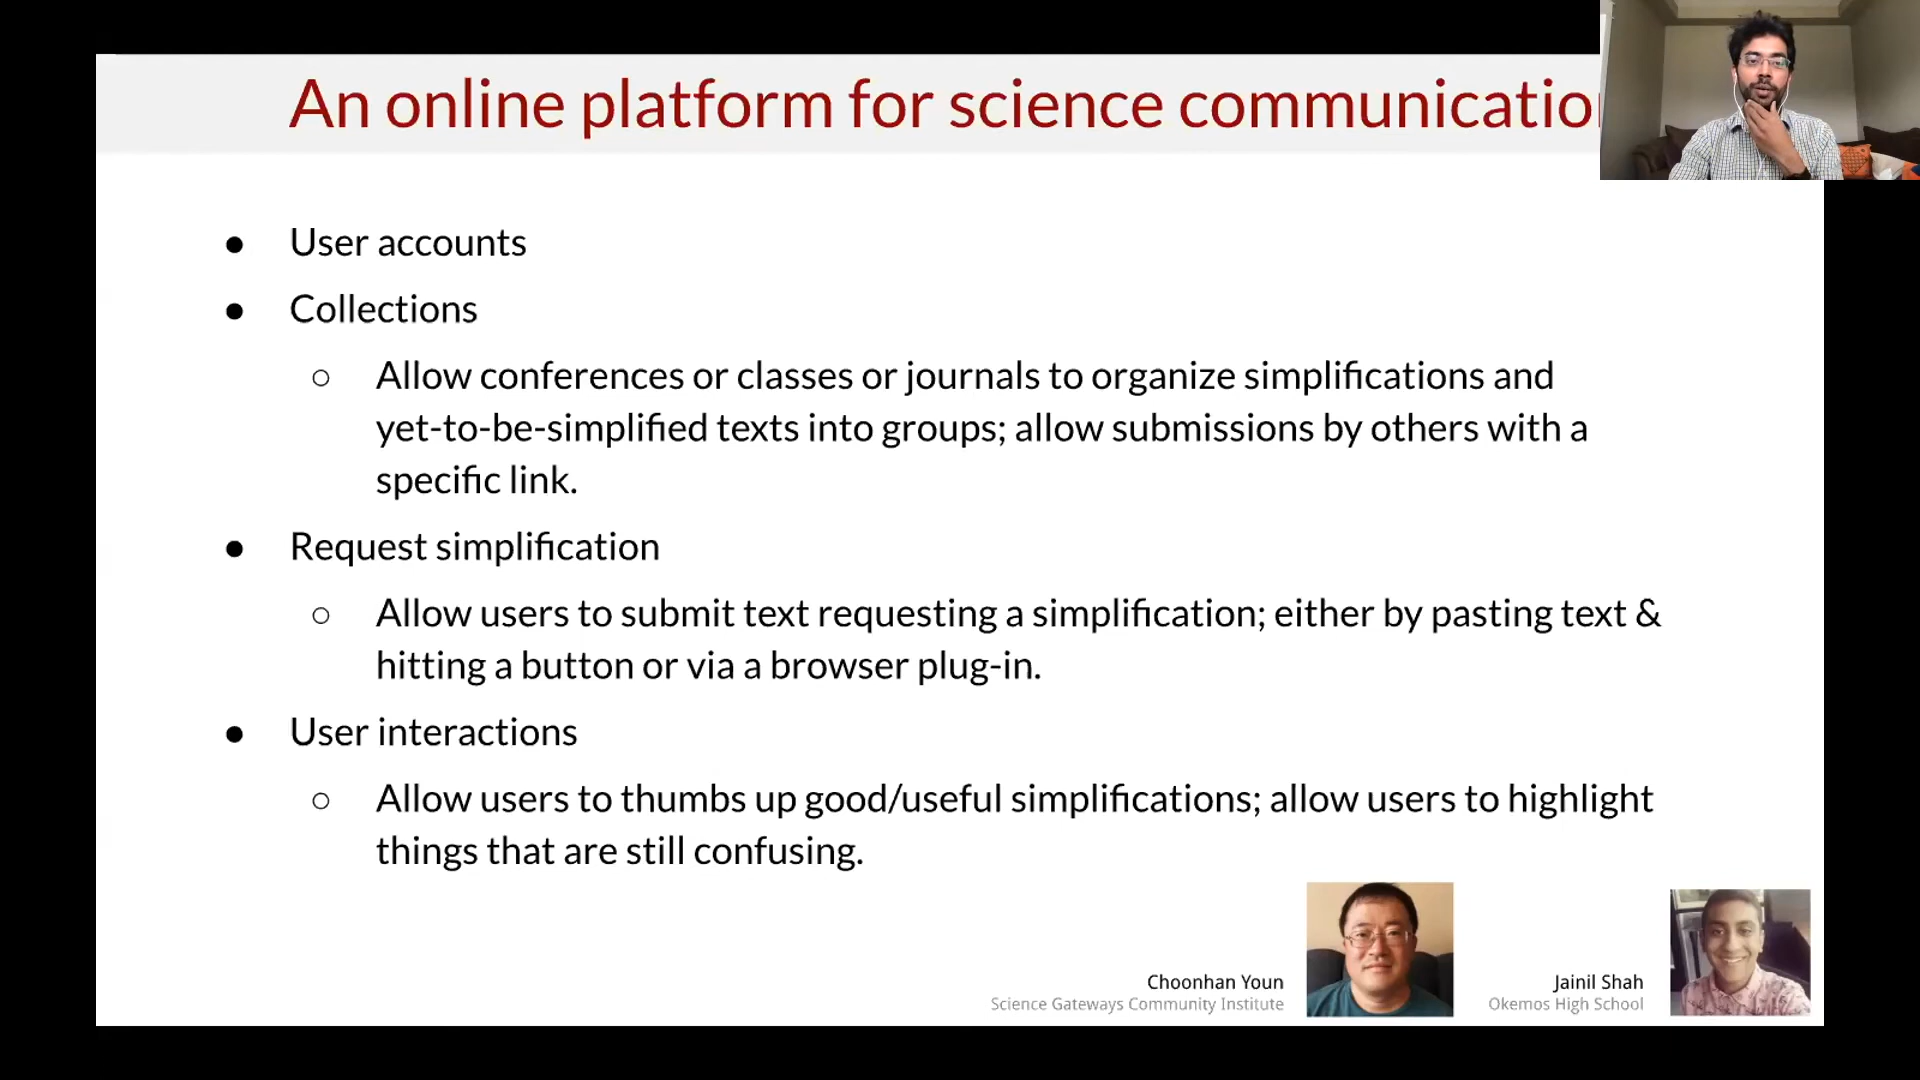 An online platform for science communicatio
● User accounts
● Collections
○ Allow conferences or classes or journals to organize simplifications and
yet-to-be-simplified texts into groups; allow submissions by others with a
specific link.
● Request simplification
○ Allow users to submit text requesting a simplification; either by pasting text &
hitting a button or via a browser plug-in.
● User interactions
○ Allow users to thumbs up good/useful simplifications; allow users to highlight
things that are still confusing.
Choonhan Youn
Science Gateways Community Institute
Jainil Shah
Okemos High School